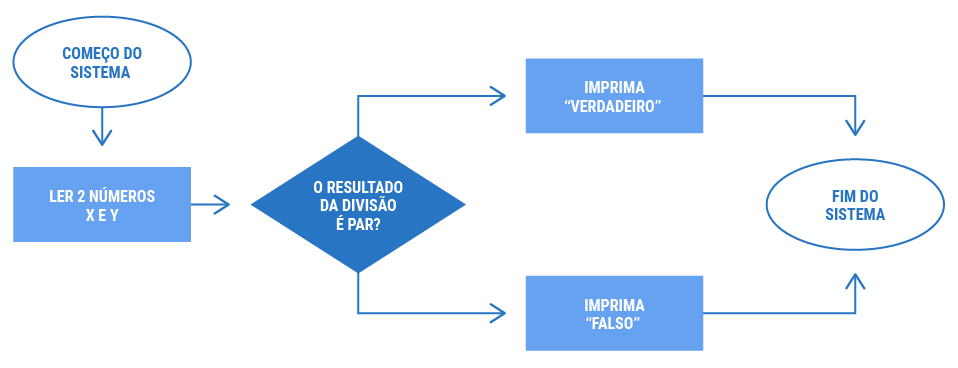 COMEÇO DO
SISTEMA
LER 2 NÚMEROS
X E Y
O RESULTADO
DA DIVISÃO
É PAR?
IMPRIMA
“VERDADEIRO”
IMPRIMA
“FALSO”
FIM DO
SISTEMA